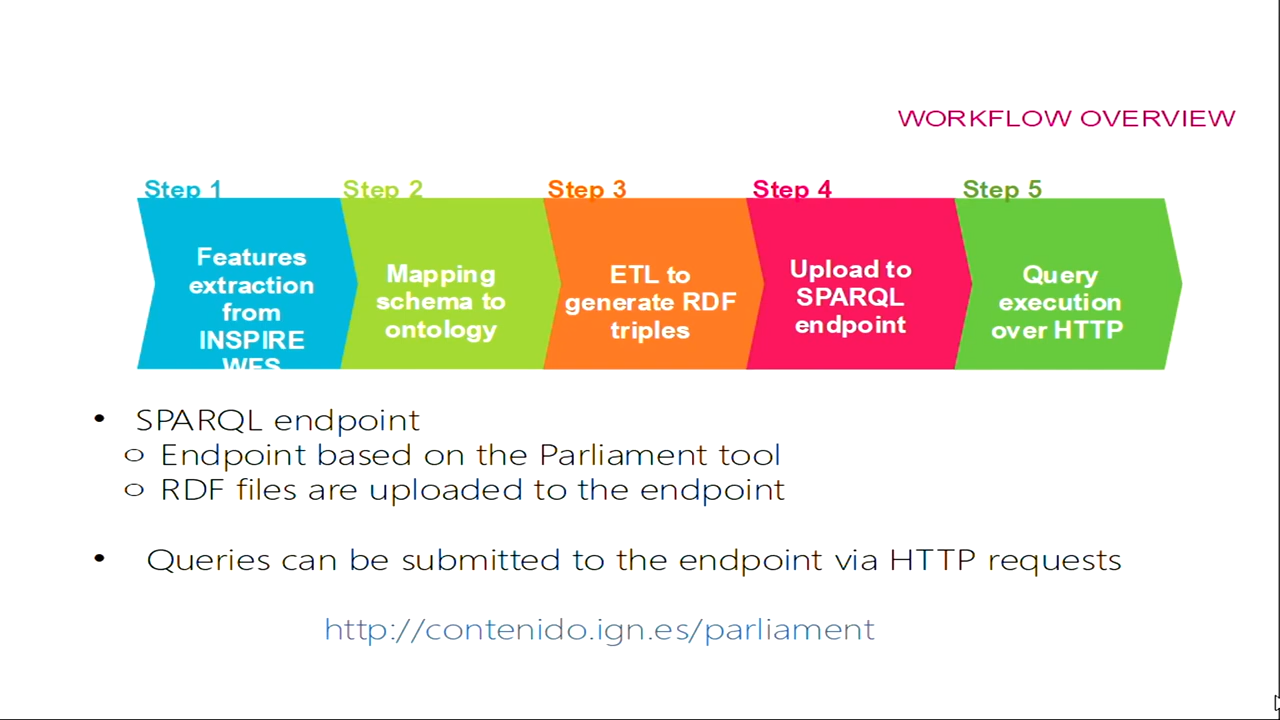 WORKFLOW OVERVIEW
Step 1
Step 2
Step 3
Step 4
Step 5
Features
extraction
from
INSPIRE
WFS
Mapping
schema to
ontology
ETL to
generate RDF
triples
Upload to
SPARQL
endpoint
Query
execution
over HTTP
• SPARQL endpoint
o Endpoint based on the Parliament tool
o RDF files are uploaded to the endpoint
• Queries can be submitted to the endpoint via HTTP requests
http://contenido.ign.es/parliament